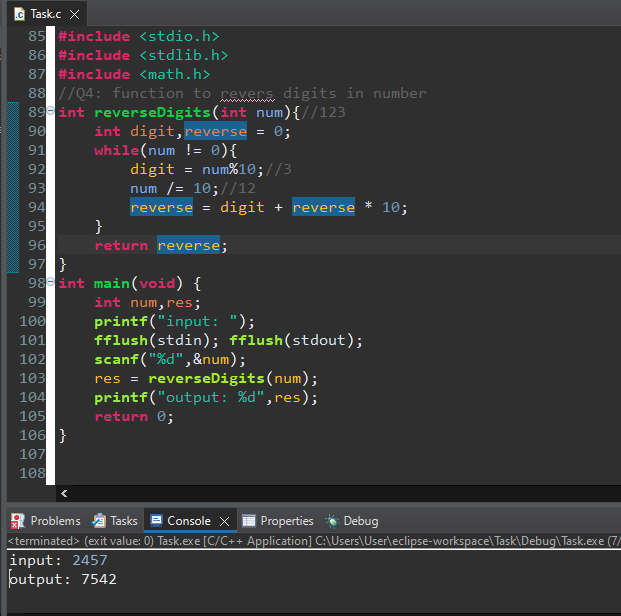 Task.c
85 #include <stdio.h>
86 #include <stdlib.h>
87 #include <math.h>
88 //Q4: function to revers digits in number
89 int reverseDigits(int num){//123
90     int digit,reverse = 0;
91     while(num != 0){
92         digit = num%10;//3
93         num /= 10;//12
94         reverse = digit + reverse * 10;
95     }
96     return reverse;
97 }
98 int main(void) {
99     int num,res;
100     printf("input: ");
101     fflush(stdin); fflush(stdout);
102     scanf("%d",&num);
103     res = reverseDigits(num);
104     printf("output: %d",res);
105     return 0;
106 }
107
108
Problems Tasks Console Properties Debug
<terminated> (exit value: 0) Task.exe [C/C++ Application] C:\Users\User\eclipse-workspace\Task\Debug\Task.exe (7/
input: 2457
output: 7542